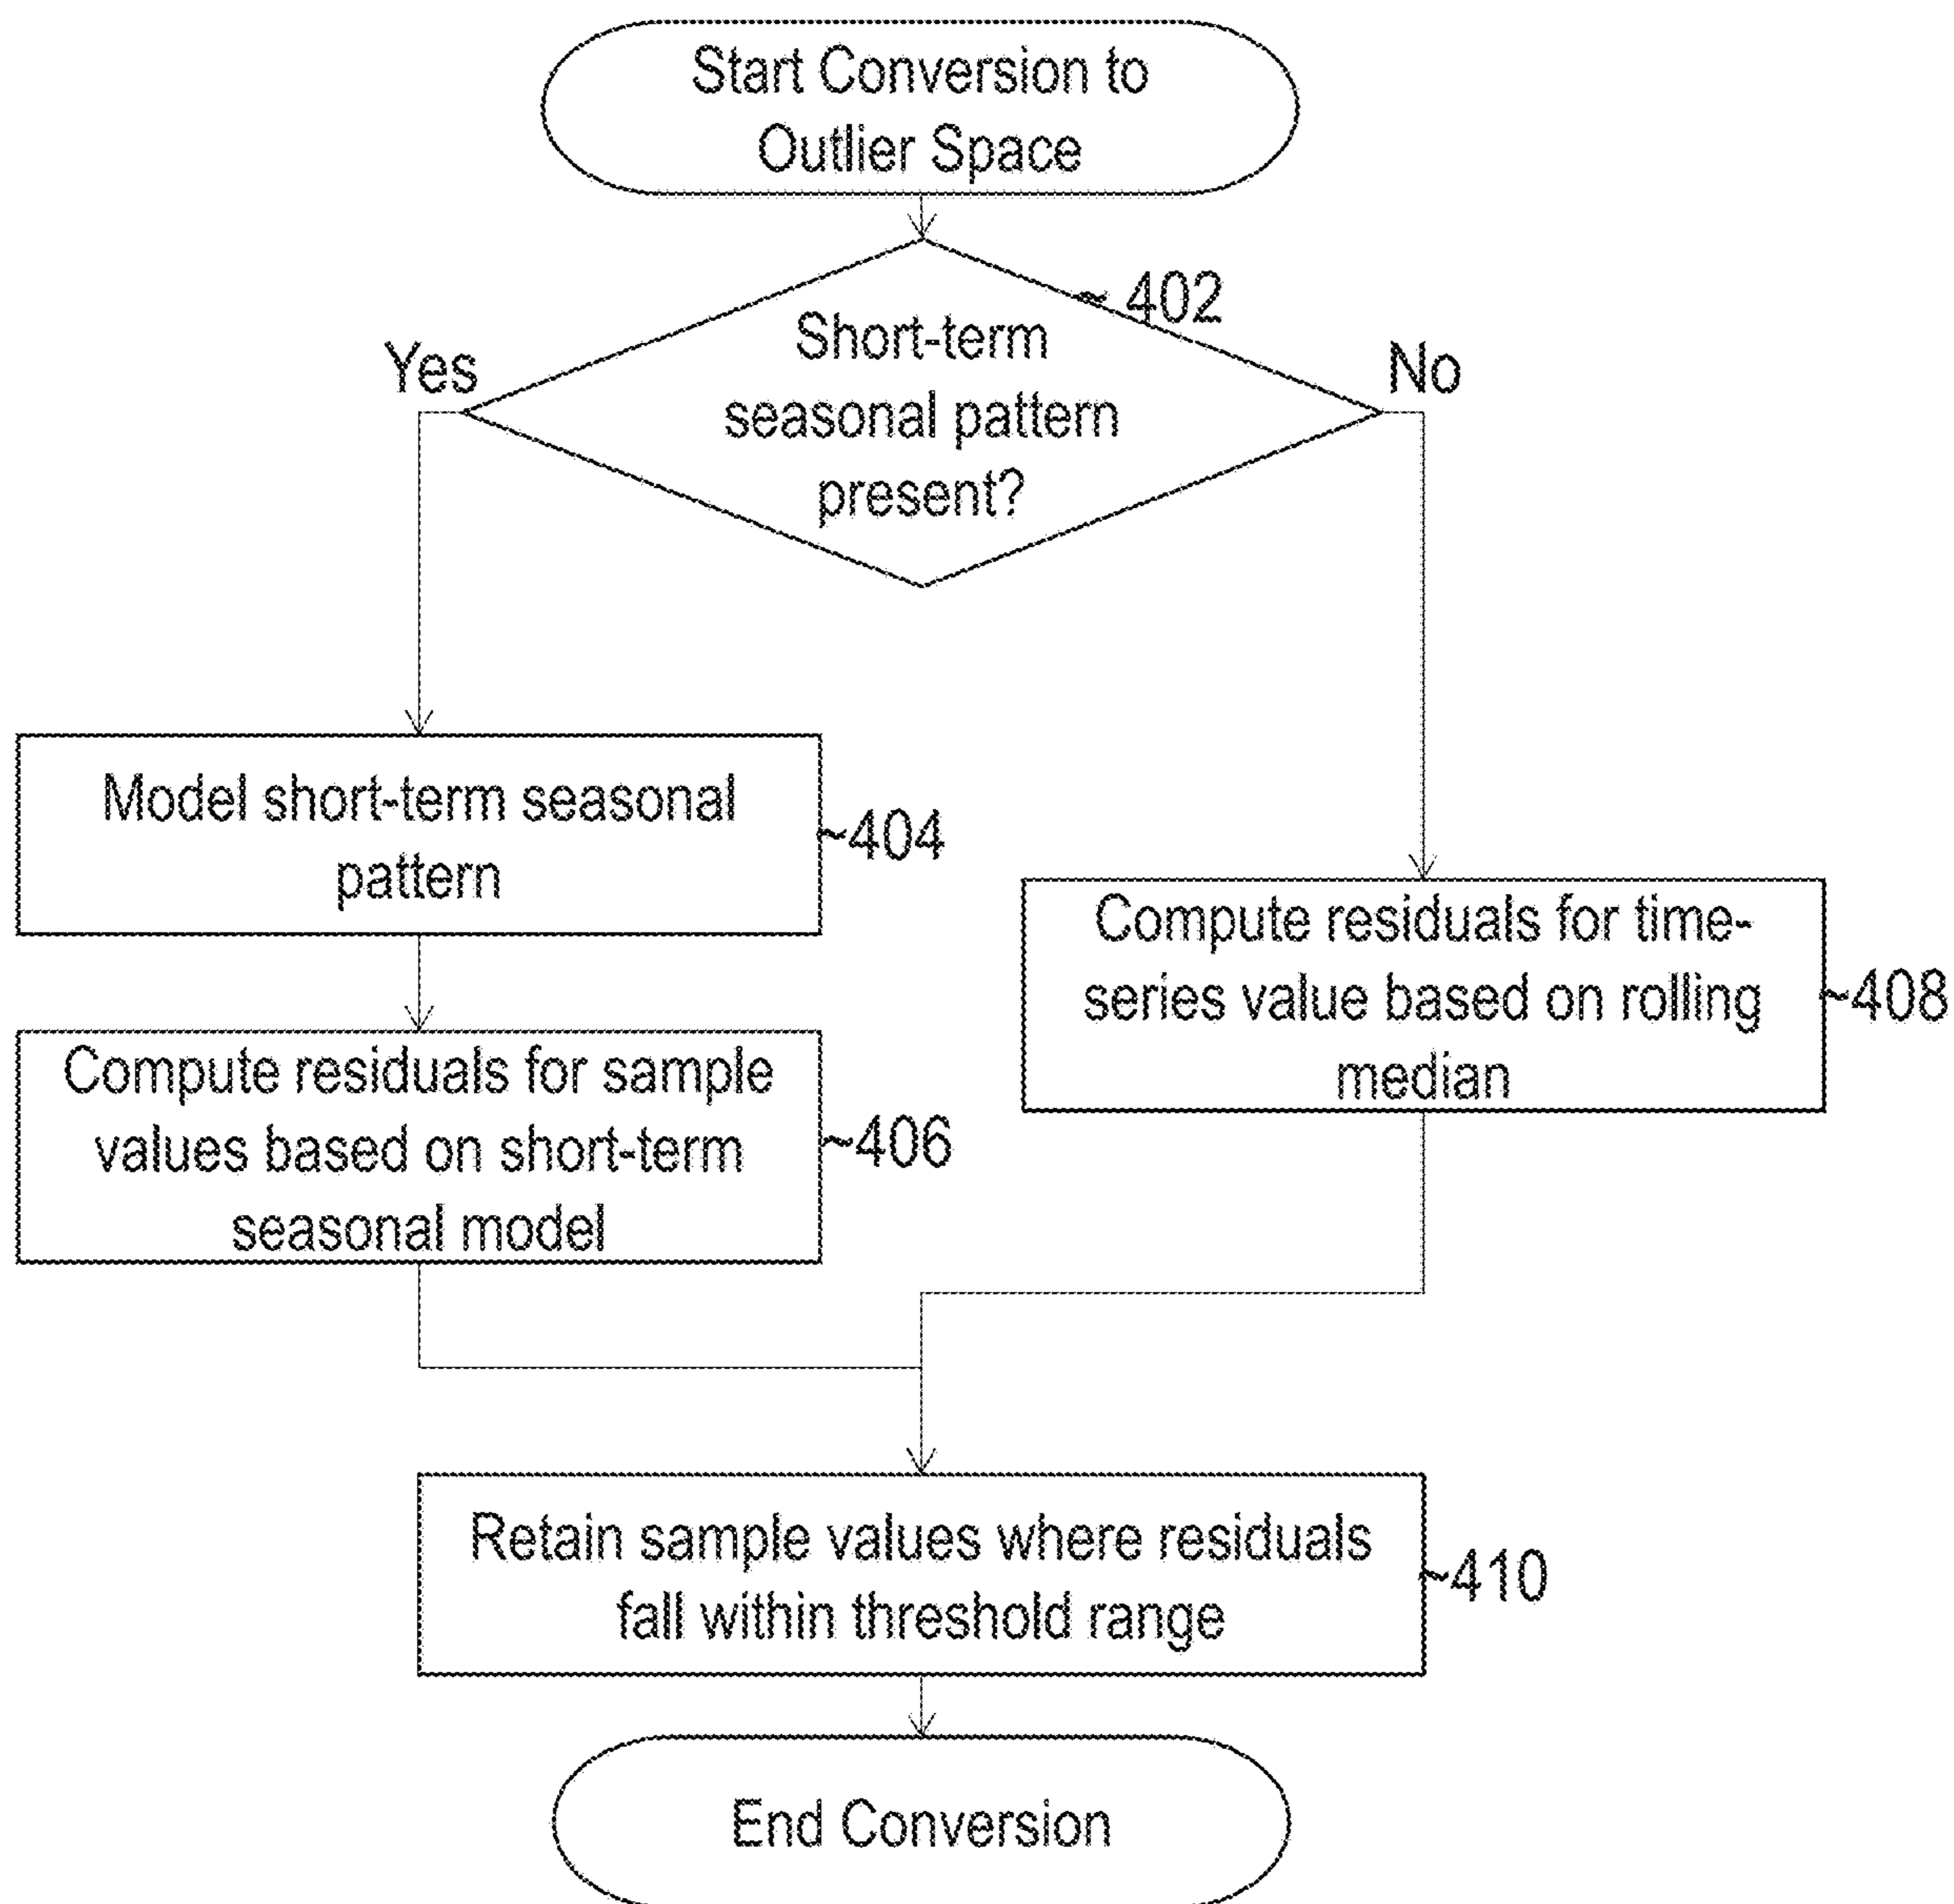 Start Conversion to
Outlier Space
~ 402
Short-term
seasonal pattern
present?
Yes
No
Model short-term seasonal
pattern
~404
Compute residuals for time-
series value based on rolling
median
~408
Compute residuals for sample
values based on short-term
seasonal model
~406
Retain sample values where residuals
fall within threshold range
~410
End Conversion